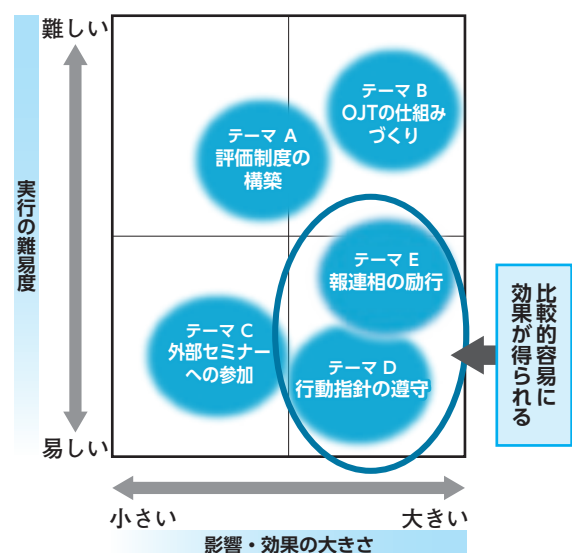 難しい
実行の難易度
易しい
テーマ B
OJTの仕組み
づくり
テーマ A
評価制度の
構築
テーマ E
報連相の励行
テーマ C
外部セミナー
への参加
テーマ D
行動指針の遵守
比較的容易に
効果が得られる
小さい
大きい
影響・効果の大きさ